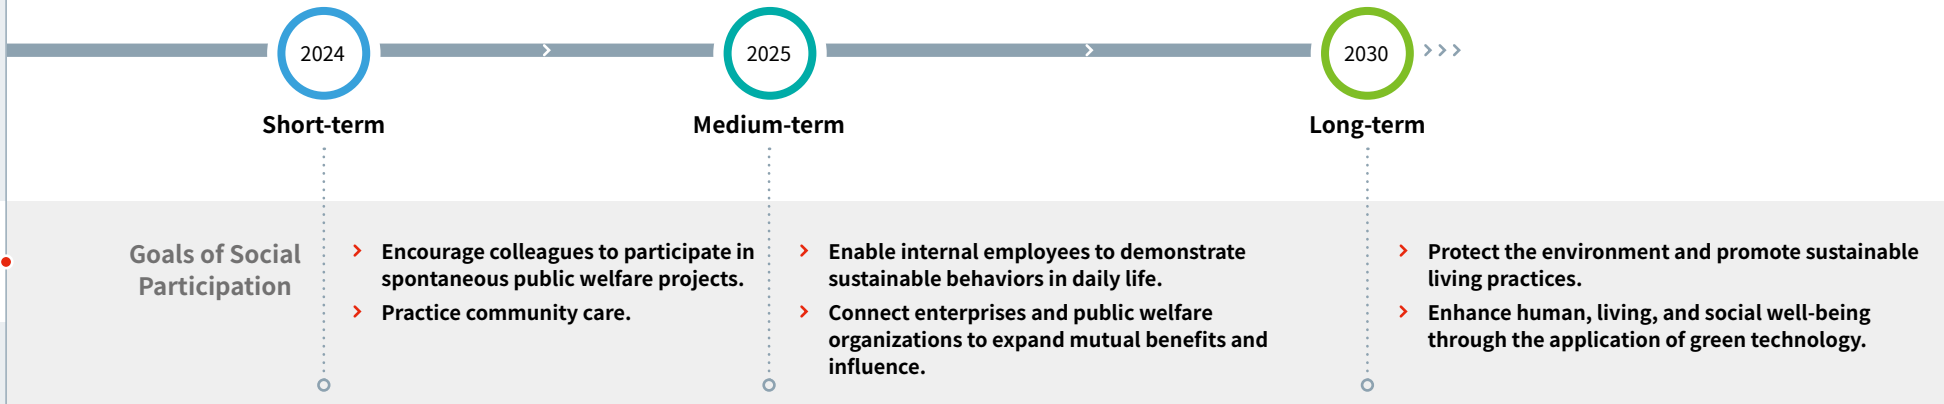 2024
2025
2030
Short-term
Medium-term
Long-term
Goals of Social
Participation
Encourage colleagues to participate in
spontaneous public welfare projects.
Practice community care.
Enable internal employees to demonstrate
sustainable behaviors in daily life.
Connect enterprises and public welfare
organizations to expand mutual benefits and
influence.
Protect the environment and promote sustainable
living practices.
Enhance human, living, and social well-being
through the application of green technology.